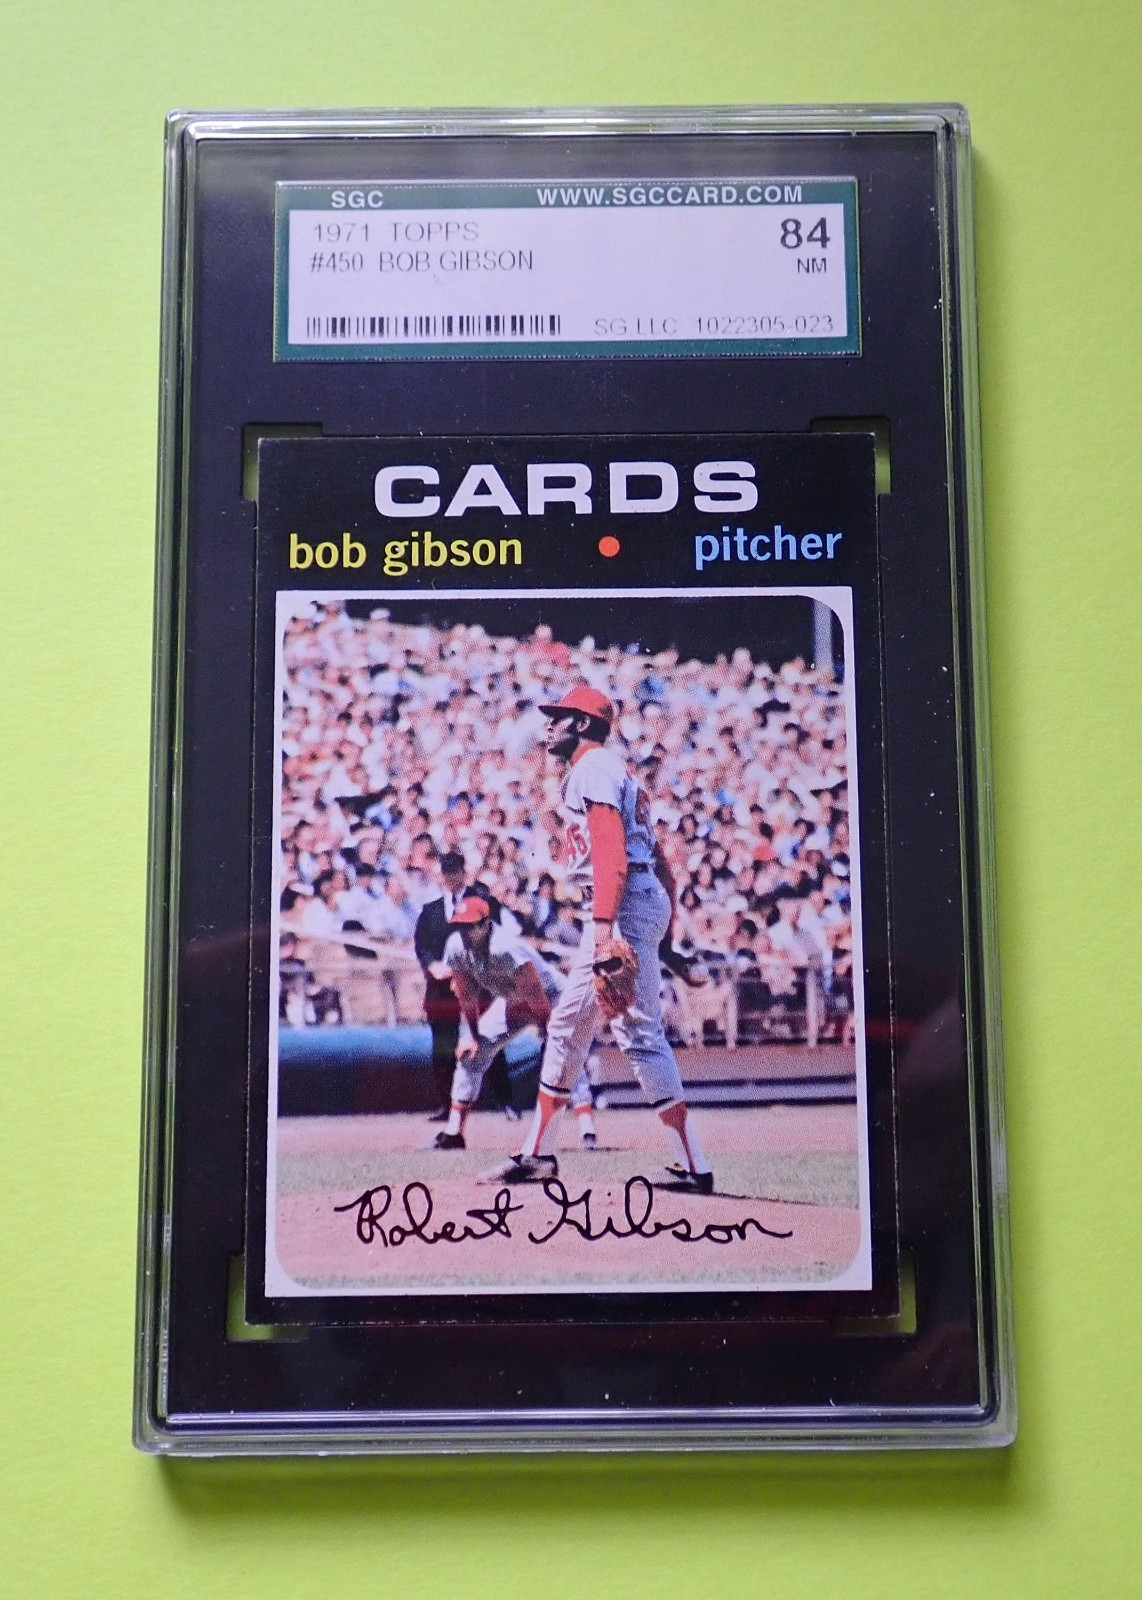 SGC WWW.SGCCARD.COM
1971 TOPPS 84
#450 BOB GIBSON NM
SG LLC 1022305-023
CARDS
bob gibson • pitcher
45
Robert Gibson